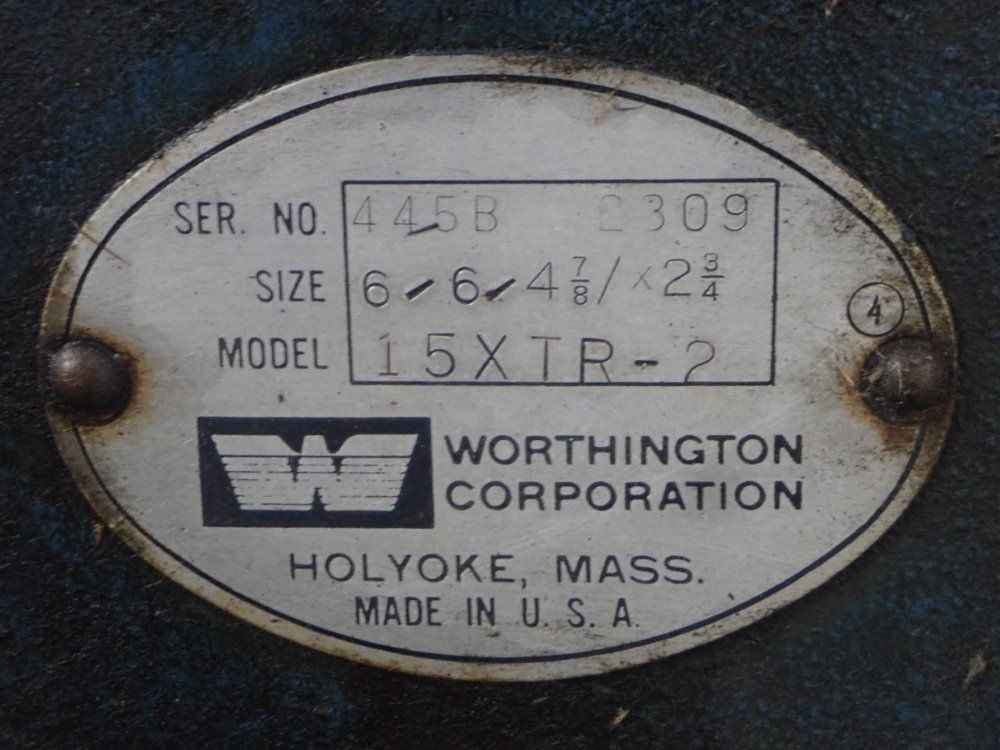 SER. NO. 445B 2309
SIZE 6-6-4 7/8 / x 2 3/4
4
MODEL 15XTR-2
W WORTHINGTON
CORPORATION
HOLYOKE, MASS.
MADE IN U. S. A.